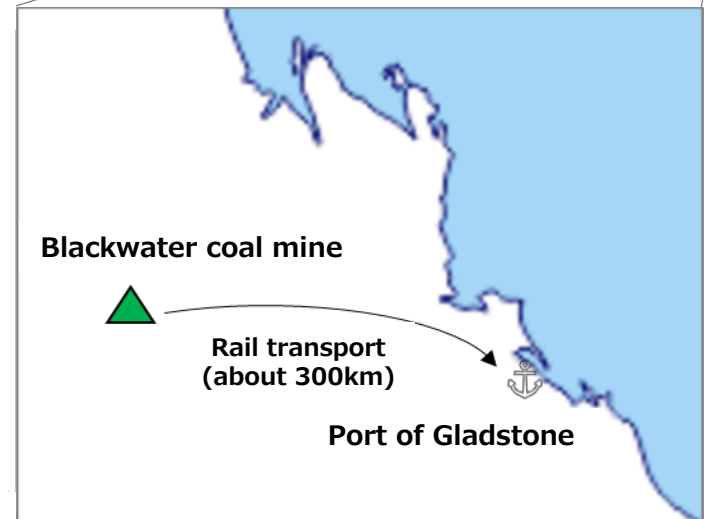 Blackwater coal mine
Rail transport
(about 300km)
Port of Gladstone